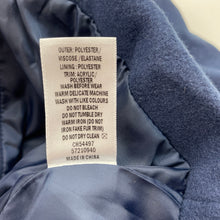 OUTER: POLYESTER/
VISCOSE / ELASTANE
LINING : POLYESTER
TRIM: ACRYLIC /
POLYESTER
WASH BEFORE WEAR
WARM DELICATE MACHINE
WASH WITH LIKE COLOURS
DO NOT BLEACH
DO NOT TUMBLE DRY
WARM IRON (DO NOT
IRON FAKE FUR TRIM)
DO NOT DRY CLEAN
CH54497
57210940
MADE IN CHINA